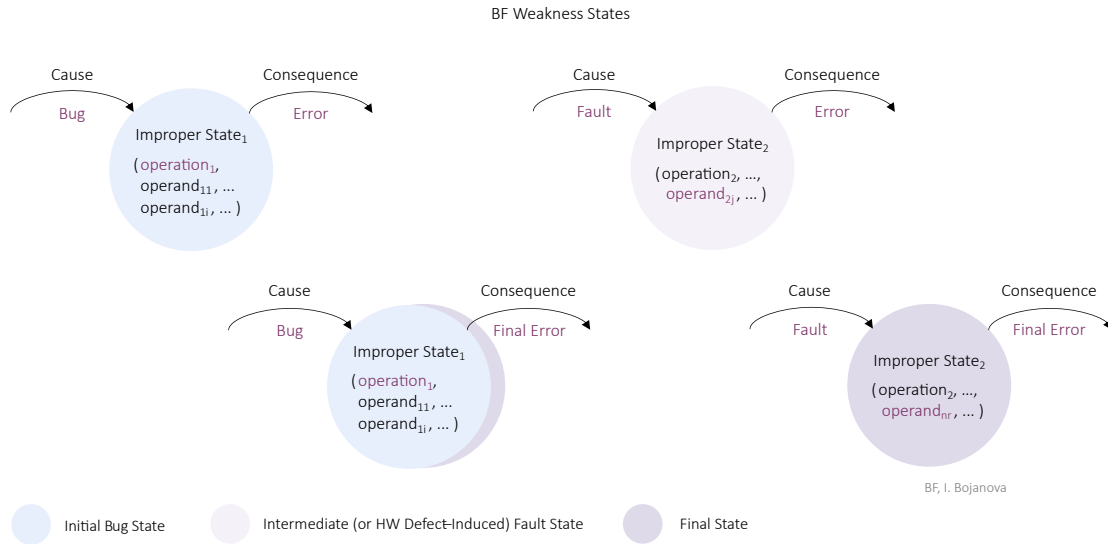 BF Weakness States
Cause
Consequence
Bug
Error
Improper State₁
(operation₁,
operand₁₁, ...
operand₁ᵢ, ... )
Cause
Consequence
Fault
Error
Improper State₂
(operation₂, ...,
operand₂ⱼ, ... )
Cause
Consequence
Bug
Final Error
Improper State₁
(operation₁,
operand₁₁, ...
operand₁ᵢ, ... )
Cause
Consequence
Fault
Final Error
Improper State₂
(operation₂, ...,
operandₙᵣ, ... )
BF, I. Bojanova
Initial Bug State
Intermediate (or HW Defect–Induced) Fault State
Final State